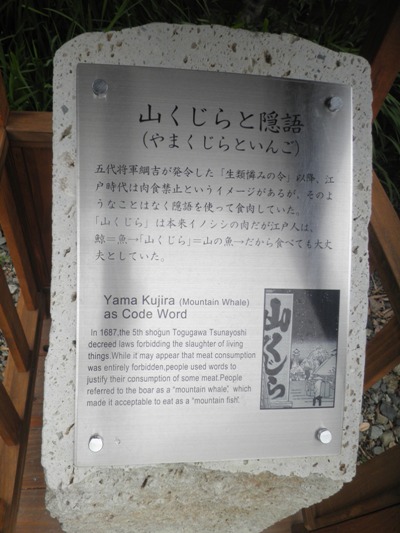 山くじらと隠語
(やまくじらといんご)
五代将軍綱吉が発令した「生類憐みの令」以降、江
戸時代は肉食禁止というイメージがあるが、そのよ
うなことはなく隠語を使って食肉していた。
「山くじら」は本来イノシシの肉だが江戸人は、
鯨=魚→「山くじら」=山の魚→だから食べても大丈
夫としていた。
Yama Kujira (Mountain Whale)
as Code Word
In 1687,the 5th shogun Togugawa Tsunayoshi
decreed laws forbidding the slaughter of living
things.While it may appear that meat consumption
was entirely forbidden,people used words to
justify their consumption of some meat.People
referred to the boar as a "mountain whale," which
made it acceptable to eat as a "mountain fish".
山くじら